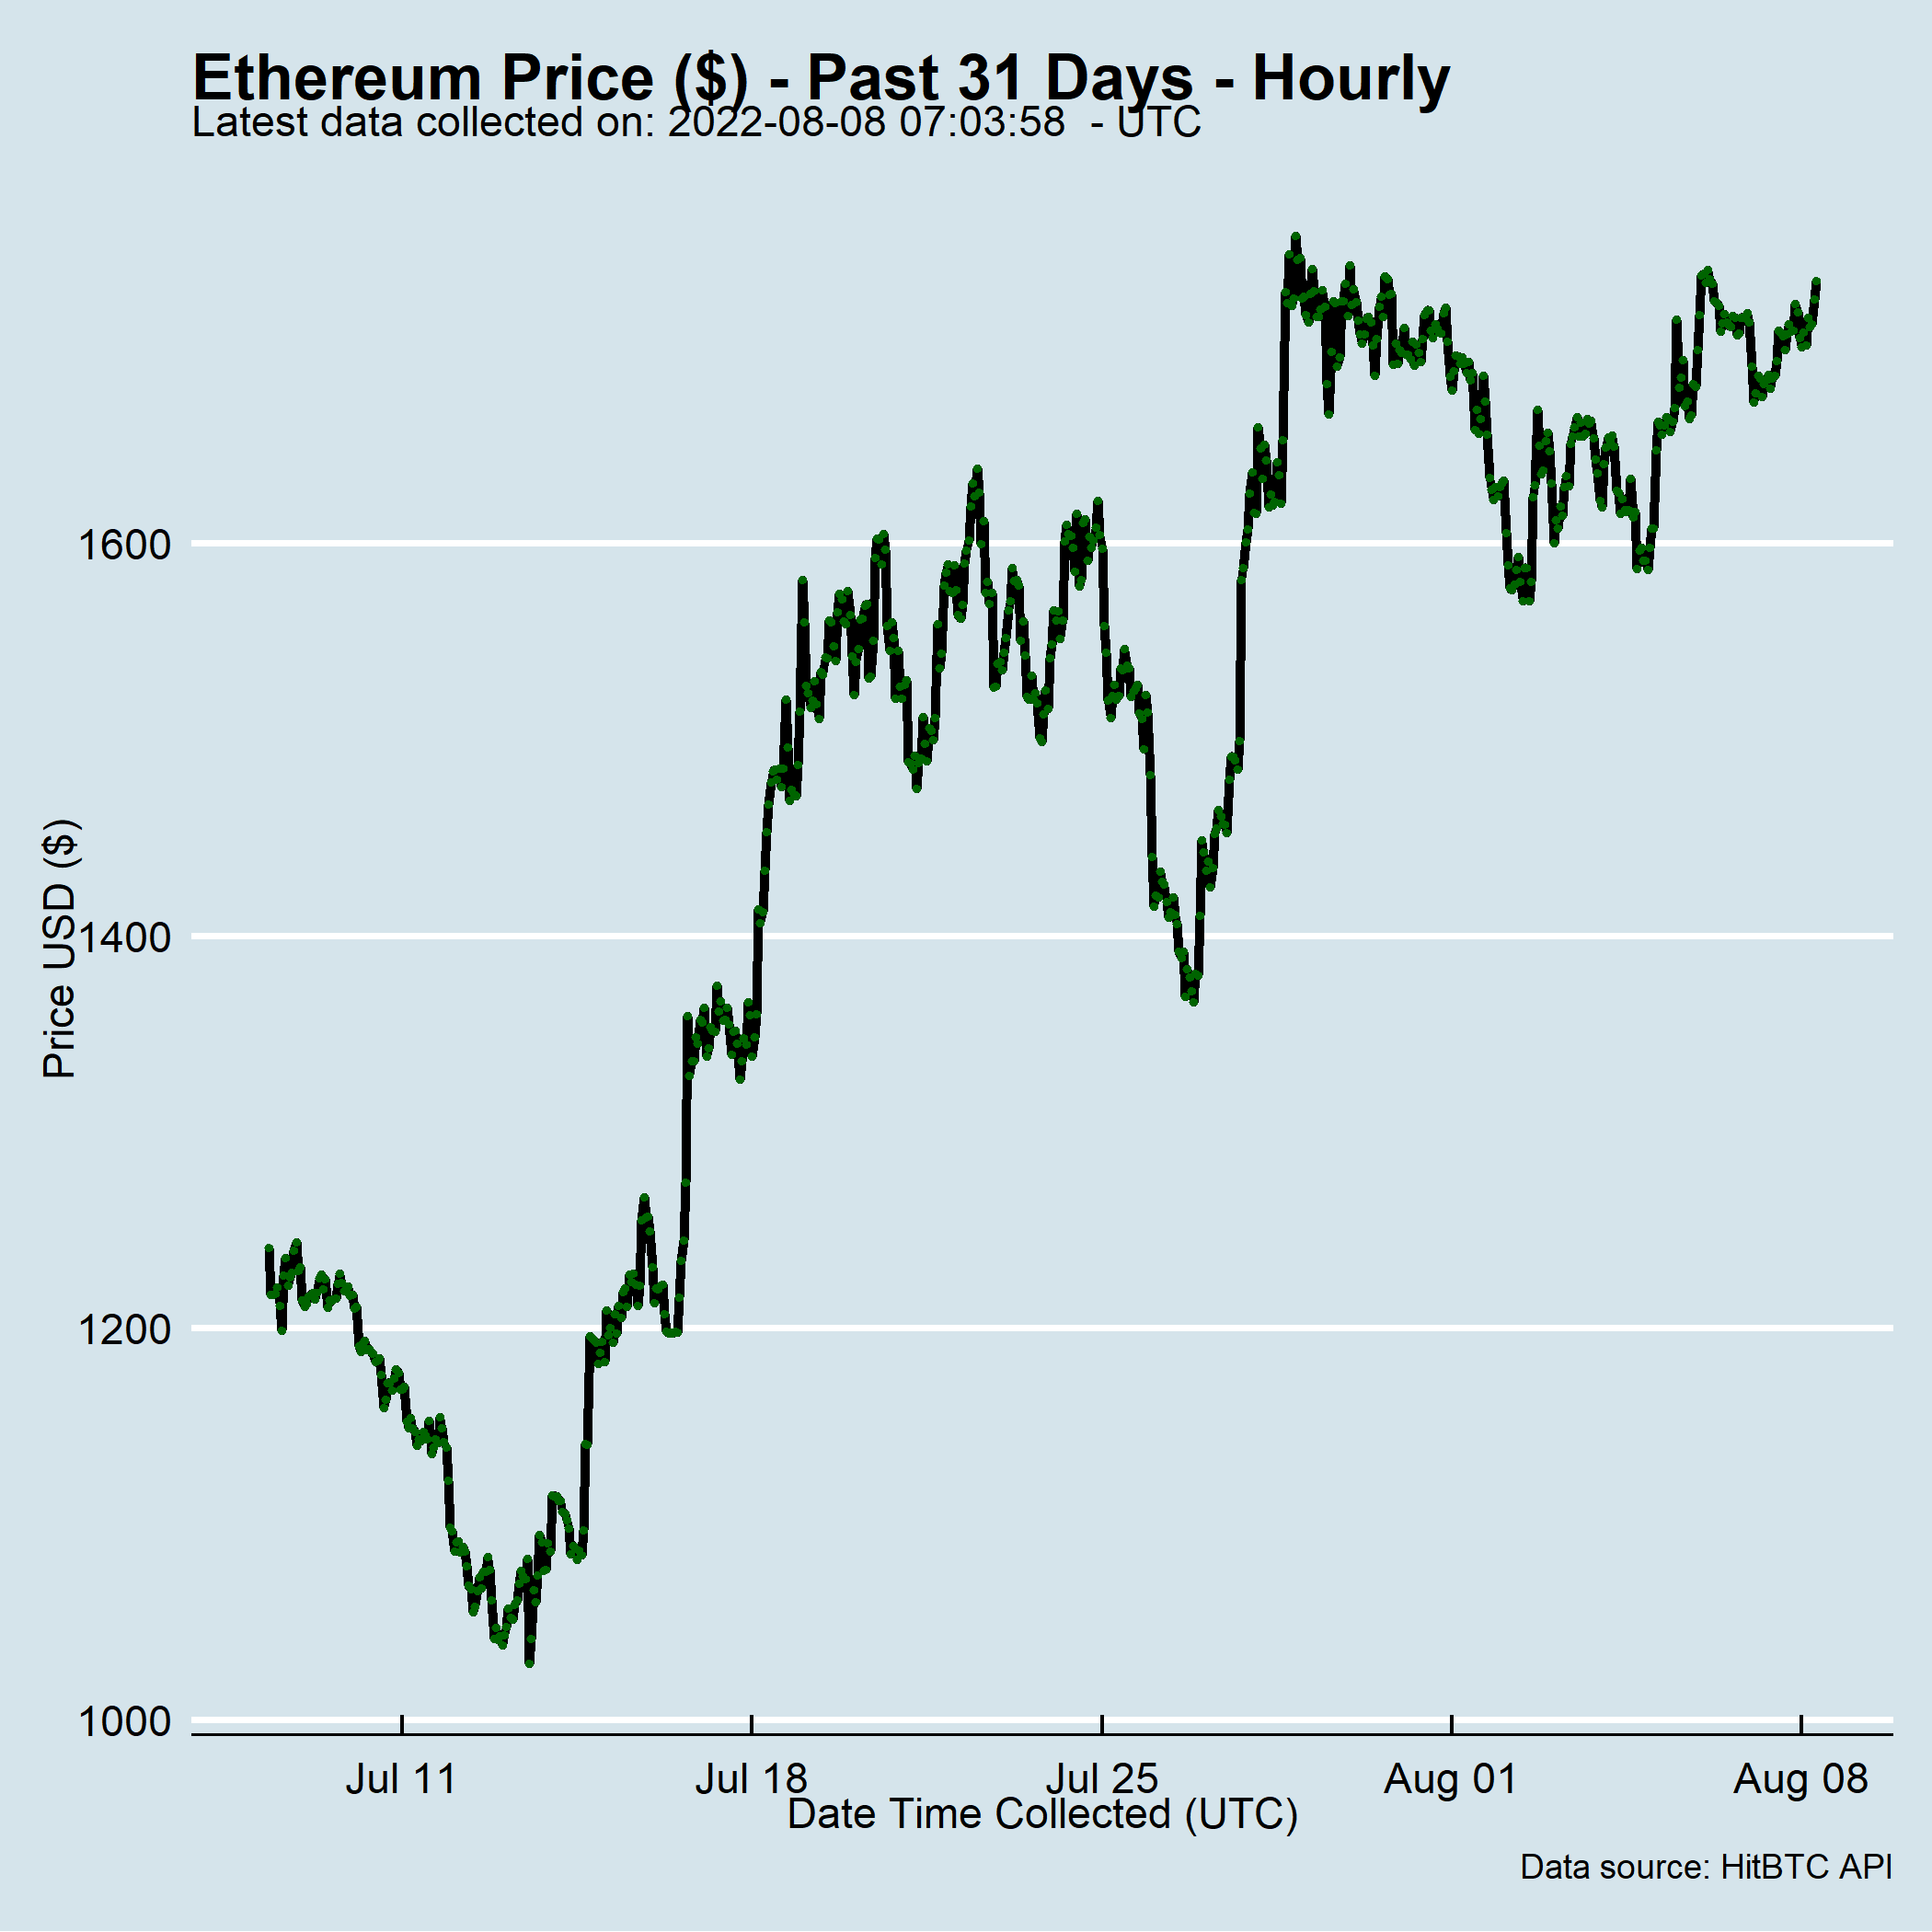 Ethereum Price ($) - Past 31 Days - Hourly
Latest data collected on: 2022-08-08 07:03:58  - UTC
Price USD ($)
1600
1400
1200
1000
Jul 11
Jul 18
Jul 25
Aug 01
Aug 08
Date Time Collected (UTC)
Data source: HitBTC API